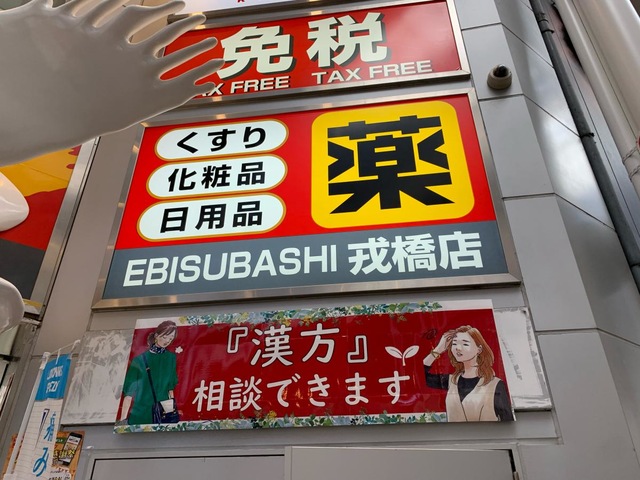 免税
TAX FREE TAX FREE
くすり
化粧品
日用品
薬
EBISUBASHI 戎橋店
『漢方』
相談できます